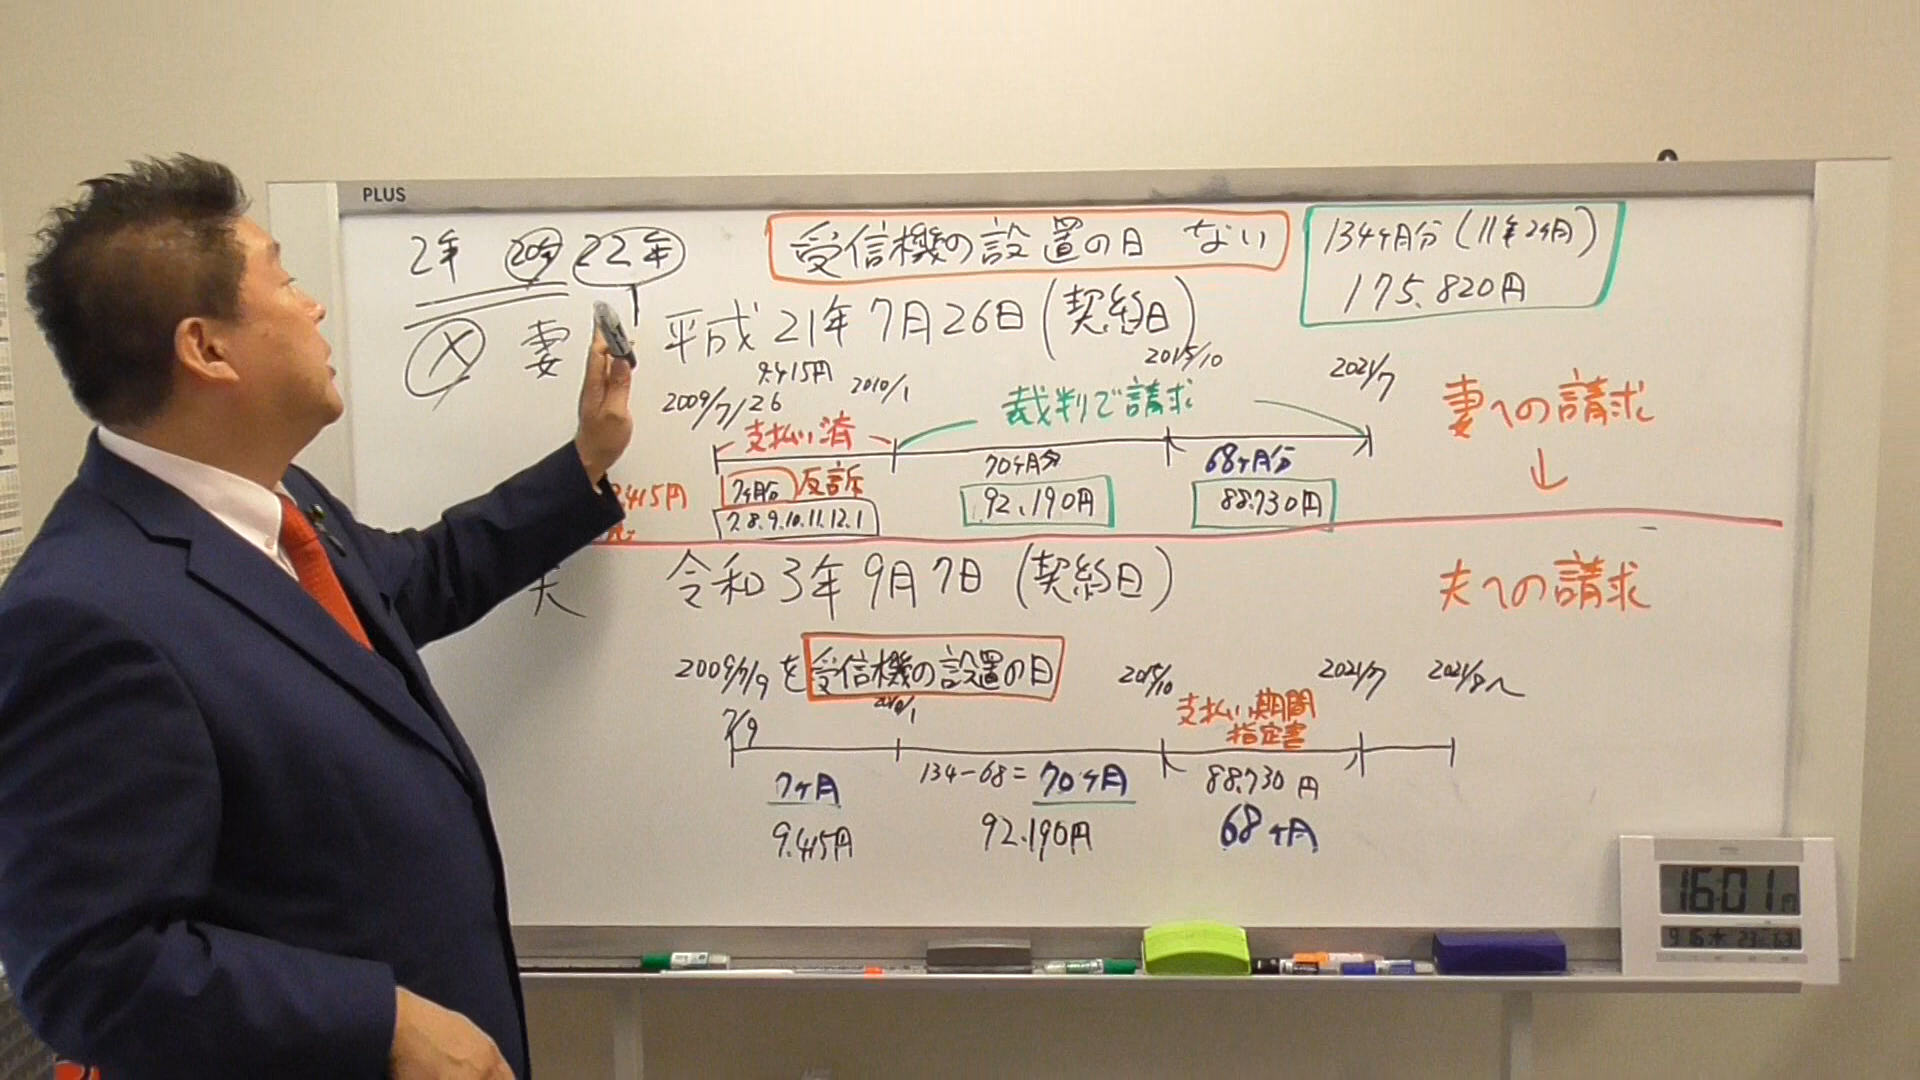 PLUS
2年 22年
受信機の設置の日 ない
134ヶ月分(11年2ヶ月)
175.820円
妻 平成21年7月26日(契約日)
9.415円
2009/7/26
2010/1
2015/10
2021/7
支払い済
裁判で請求
妻への請求
7ヶ月分 反訴
70ヶ月分
68ヶ月分
415円
7.8.9.10.11.12.1
92.190円
88.730円
夫 令和3年9月7日(契約日)
夫への請求
2009/7/9を受信機の設置の日
2015/10
2021/7
2021/8〜
7/9
2010/1
支払い期間
指定書
7ヶ月
134-68=70ヶ月
88.730円
9.415円
92.190円
68ヶ月
16:01